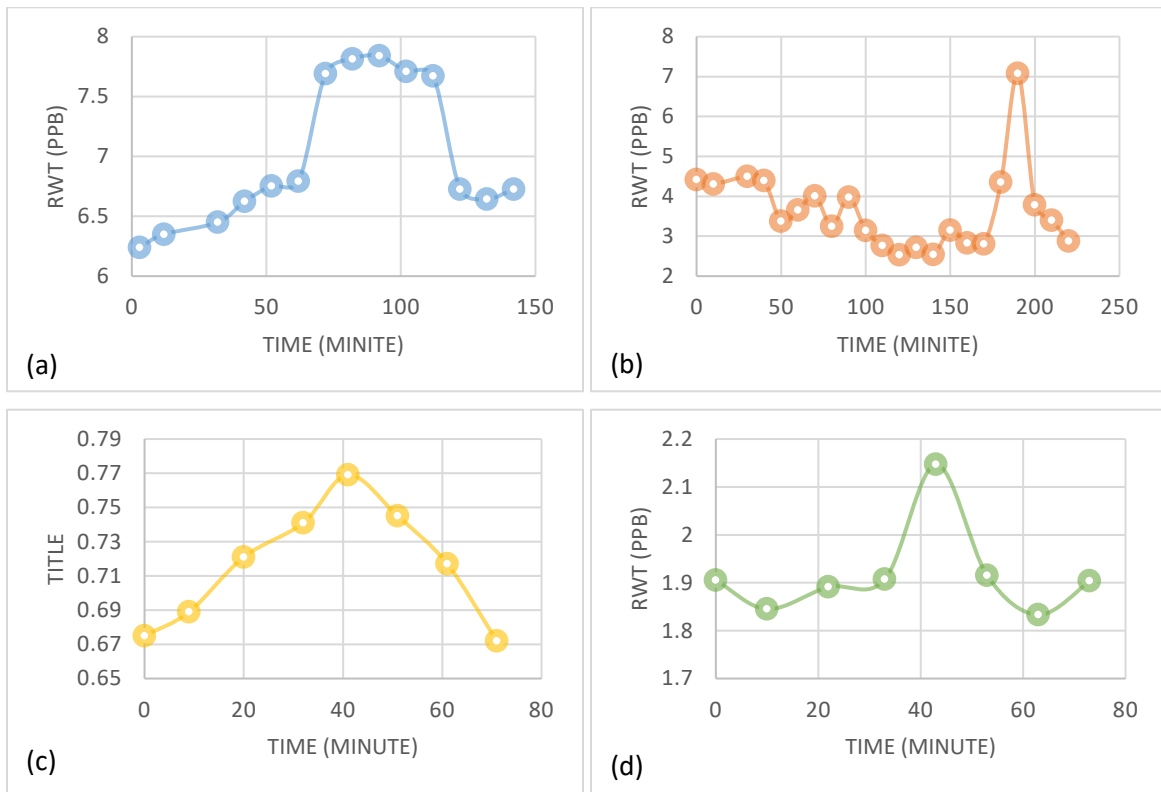 8
7.5
7
6.5
6
0 50 100 150
RWT (PPB)
TIME (MINITE)
(a)
8
7
6
5
4
3
2
0 50 100 150 200 250
RWT (PPB)
TIME (MINITE)
(b)
0.79
0.77
0.75
0.73
0.71
0.69
0.67
0.65
0 20 40 60 80
TITLE
TIME (MINUTE)
(c)
2.2
2.1
2
1.9
1.8
1.7
0 20 40 60 80
RWT (PPB)
TIME (MINUTE)
(d)